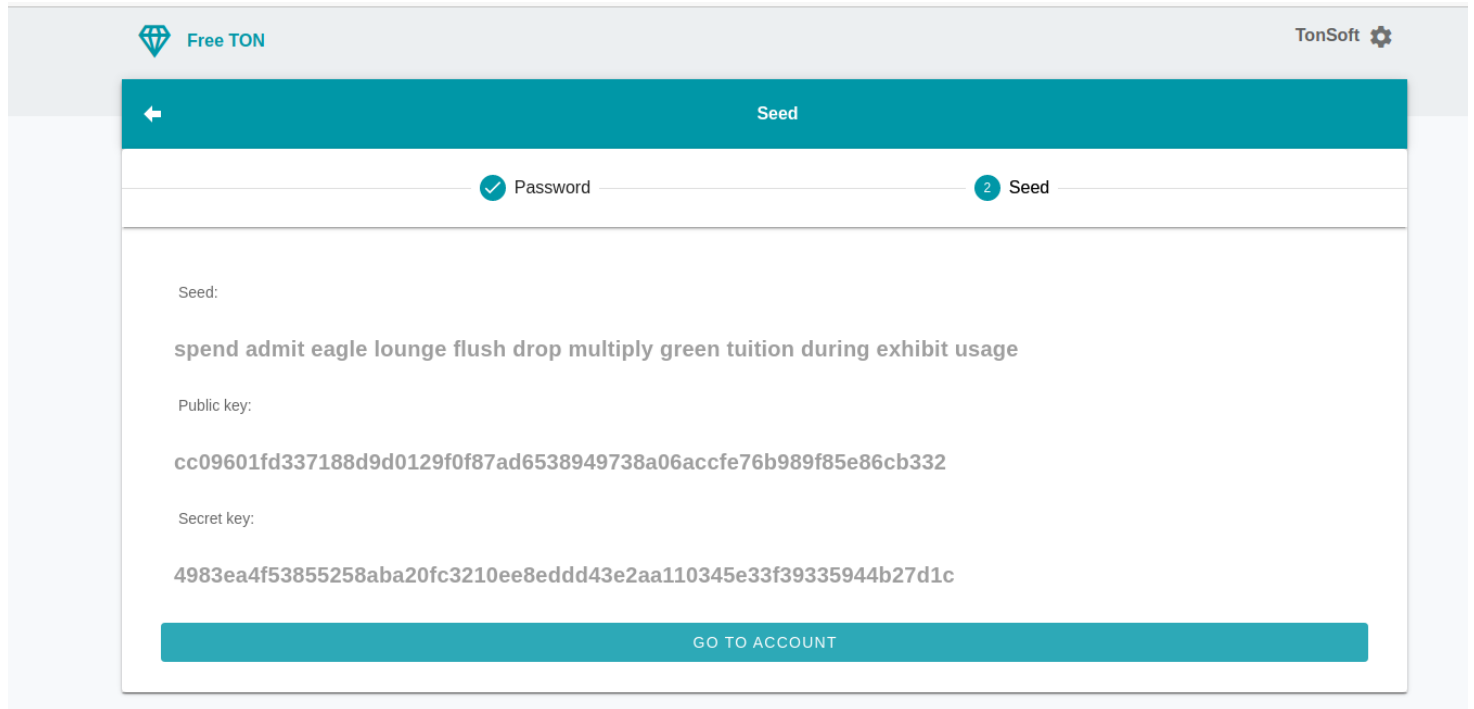 Free TON
TonSoft
Seed
Password
2 Seed
Seed:
spend admit eagle lounge flush drop multiply green tuition during exhibit usage
Public key:
cc09601fd337188d9d0129f0f87ad6538949738a06accfe76b989f85e86cb332
Secret key:
4983ea4f53855258aba20fc3210ee8eddd43e2aa110345e33f39335944b27d1c
GO TO ACCOUNT